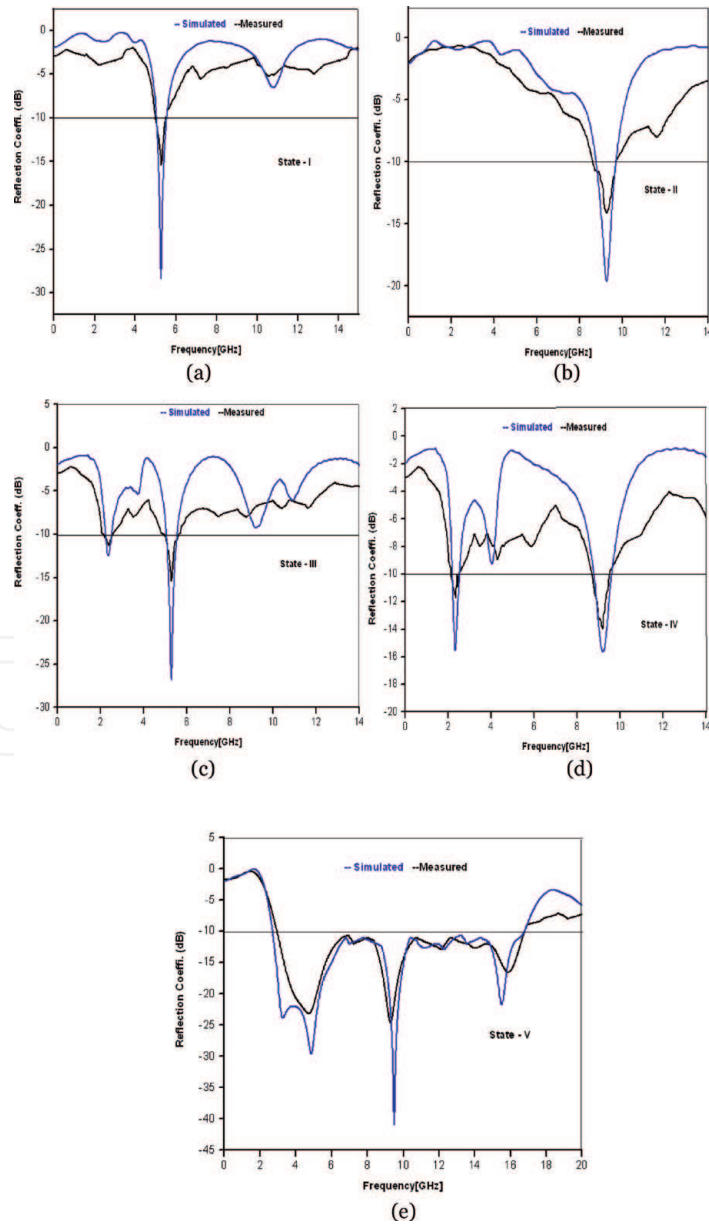 -- Simulated --Measured
5
0
-5
-10
-15
-20
-25
-30
Reflection Coeffi. (dB)
State - I
0 2 4 6 8 10 12 14
Frequency[GHz]
(a)
-- Simulated --Measured
0
-5
-10
-15
-20
Reflection Coeffi. (dB)
State - II
0 2 4 6 8 10 12 14
Frequency[GHz]
(b)
-- Simulated --Measured
5
0
-5
-10
-15
-20
-25
-30
Reflection Coeff. (dB)
State - III
0 2 4 6 8 10 12 14
Frequency[GHz]
(c)
-- Simulated --Measured
2
0
-2
-4
-6
-8
-10
-12
-14
-16
-18
-20
Reflection Coeffi. (dB)
State - IV
0 2 4 6 8 10 12 14
Frequency[GHz]
(d)
-- Simulated --Measured
5
0
-5
-10
-15
-20
-25
-30
-35
-40
-45
Reflection Coeffi. (dB)
State - V
0 2 4 6 8 10 12 14 16 18 20
Frequency[GHz]
(e)